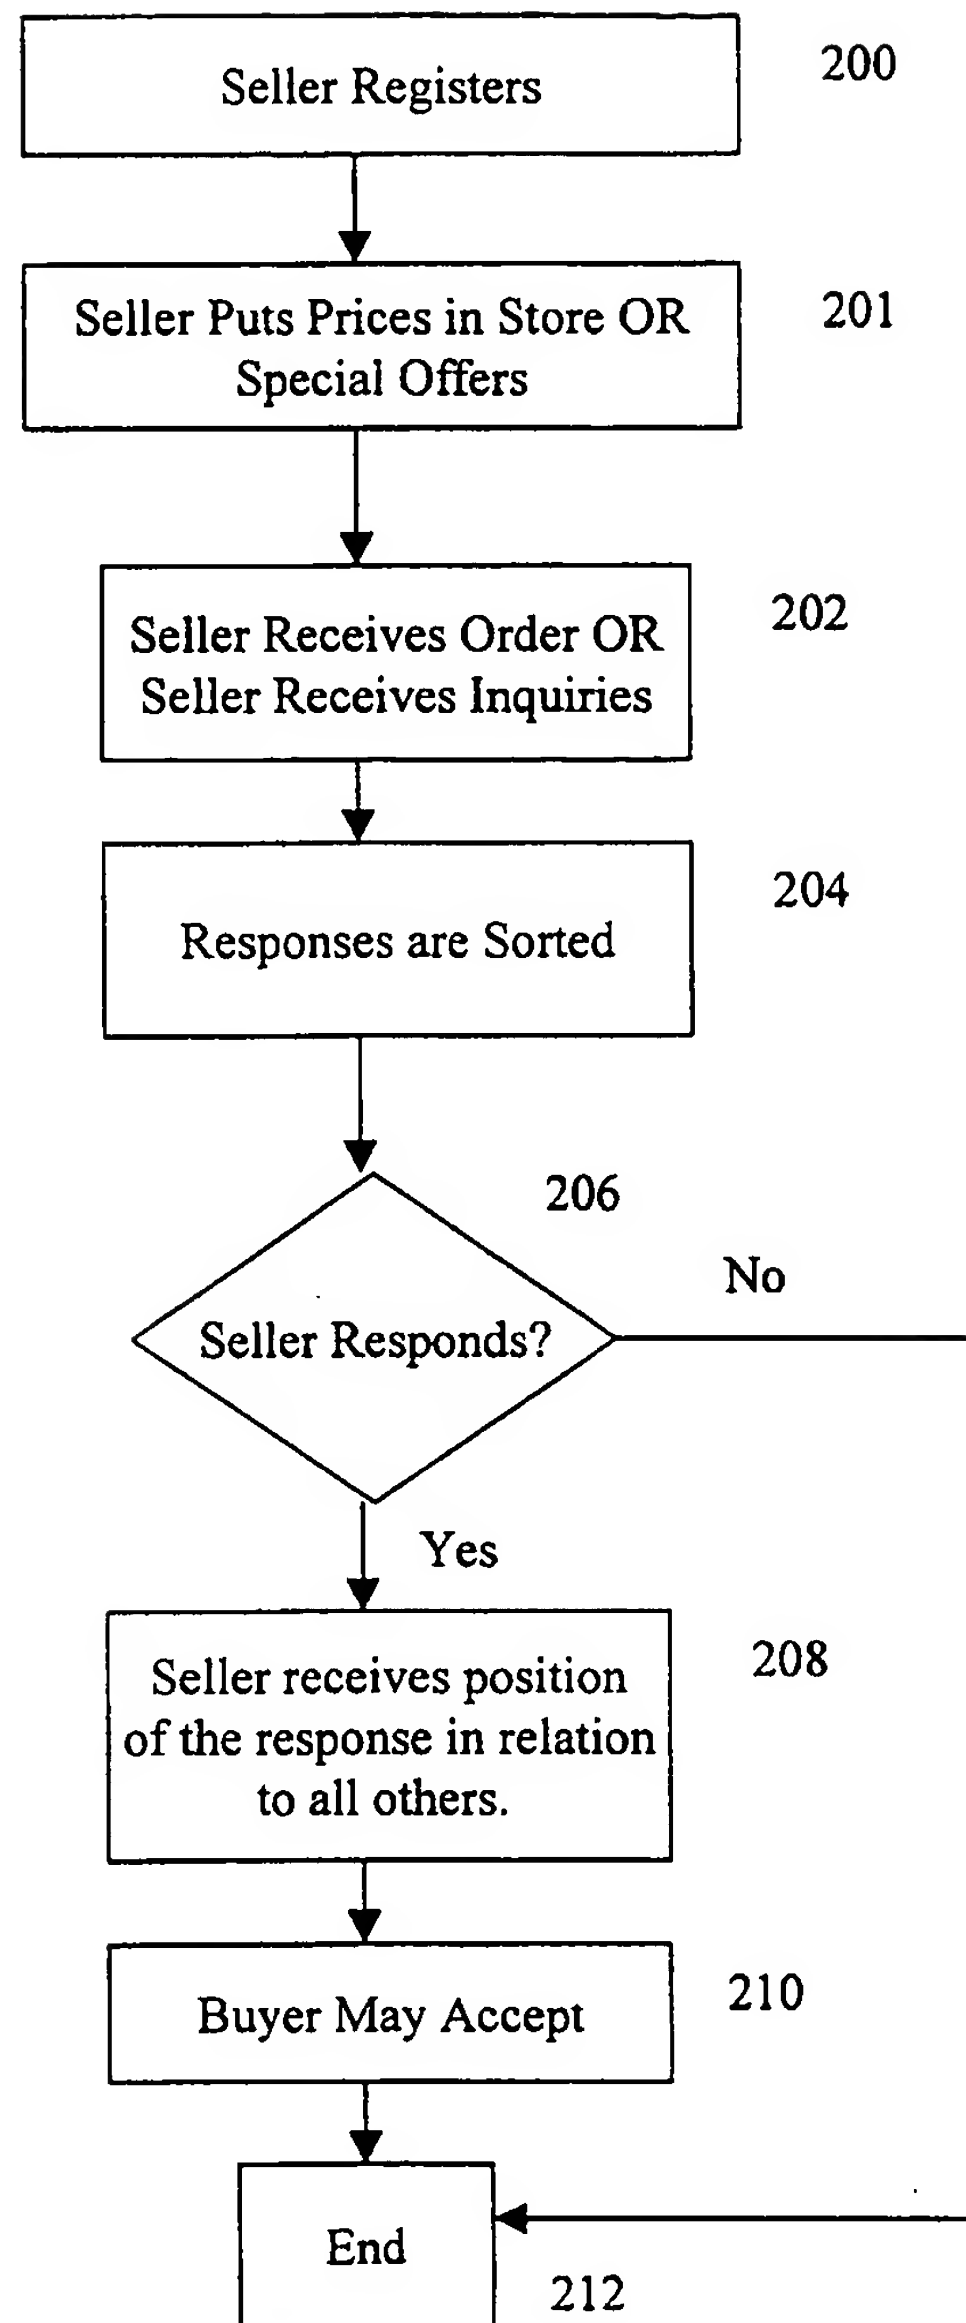 Seller Registers
200
Seller Puts Prices in Store OR
Special Offers
201
Seller Receives Order OR
Seller Receives Inquiries
202
Responses are Sorted
204
206
Seller Responds?
No
Yes
Seller receives position
of the response in relation
to all others.
208
Buyer May Accept
210
End
212